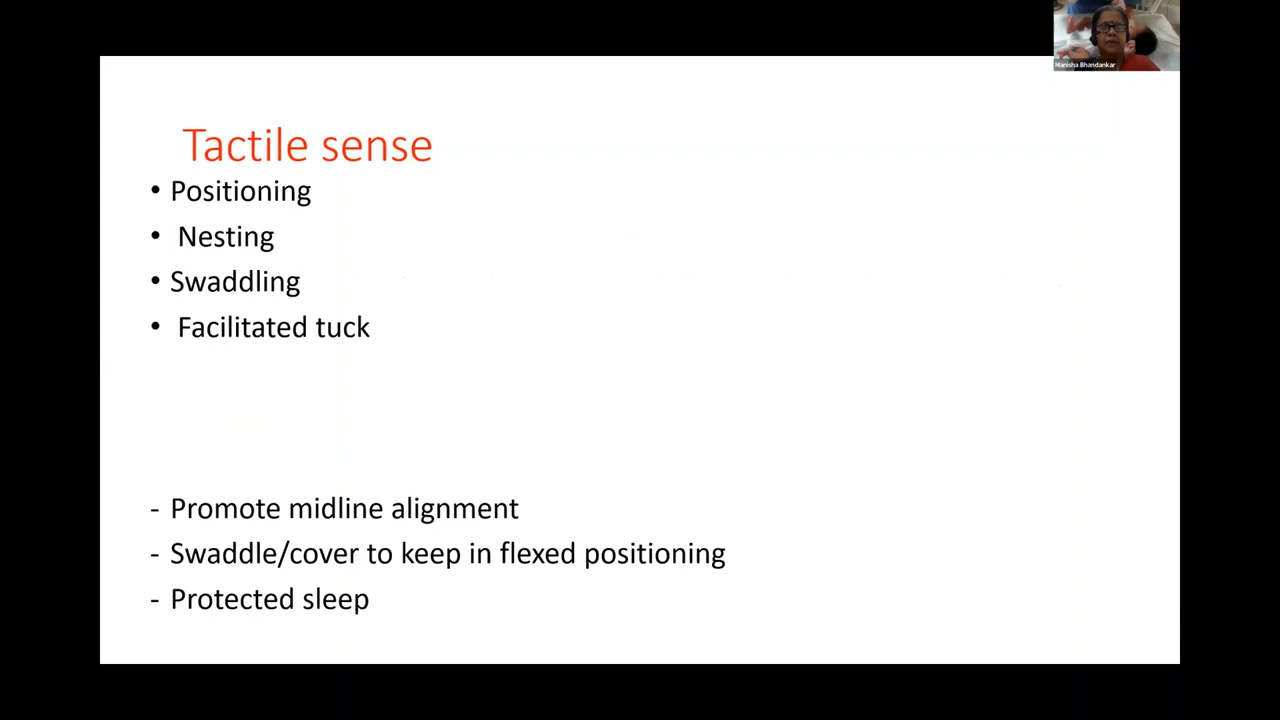 Manisha Bhandankar
Tactile sense
• Positioning
• Nesting
• Swaddling
• Facilitated tuck
- Promote midline alignment
- Swaddle/cover to keep in flexed positioning
- Protected sleep